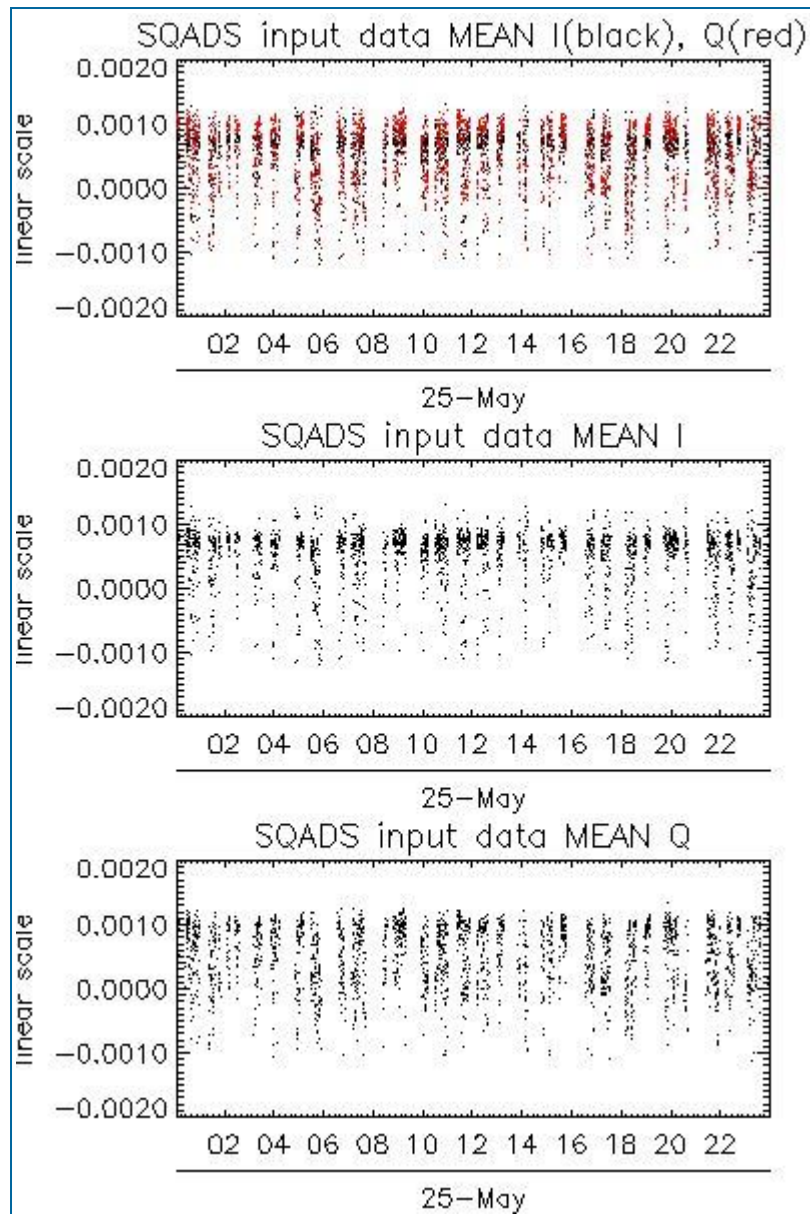 SQADS input data MEAN I(black), Q(red)
0.0020
0.0010
0.0000
−0.0010
−0.0020
linear scale
02 04 06 08 10 12 14 16 18 20 22
25−May
SQADS input data MEAN I
0.0020
0.0010
0.0000
−0.0010
−0.0020
linear scale
02 04 06 08 10 12 14 16 18 20 22
25−May
SQADS input data MEAN Q
0.0020
0.0010
0.0000
−0.0010
−0.0020
linear scale
02 04 06 08 10 12 14 16 18 20 22
25−May